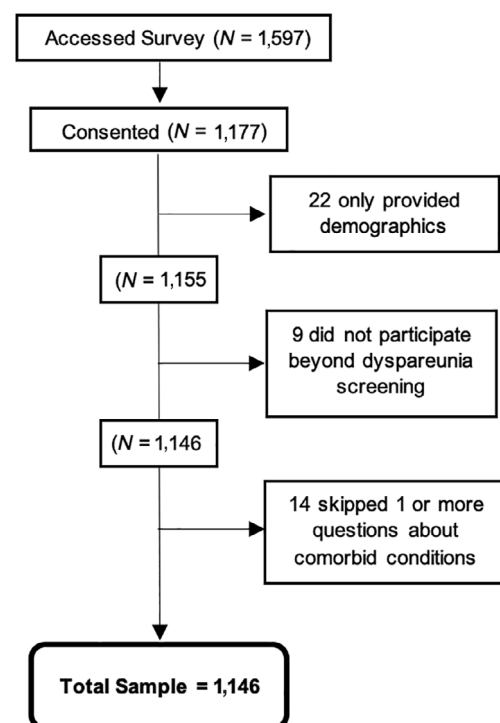 Accessed Survey (N = 1,597)
Consented (N = 1,177)
22 only provided
demographics
(N = 1,155
9 did not participate
beyond dyspareunia
screening
(N = 1,146
14 skipped 1 or more
questions about
comorbid conditions
Total Sample = 1,146